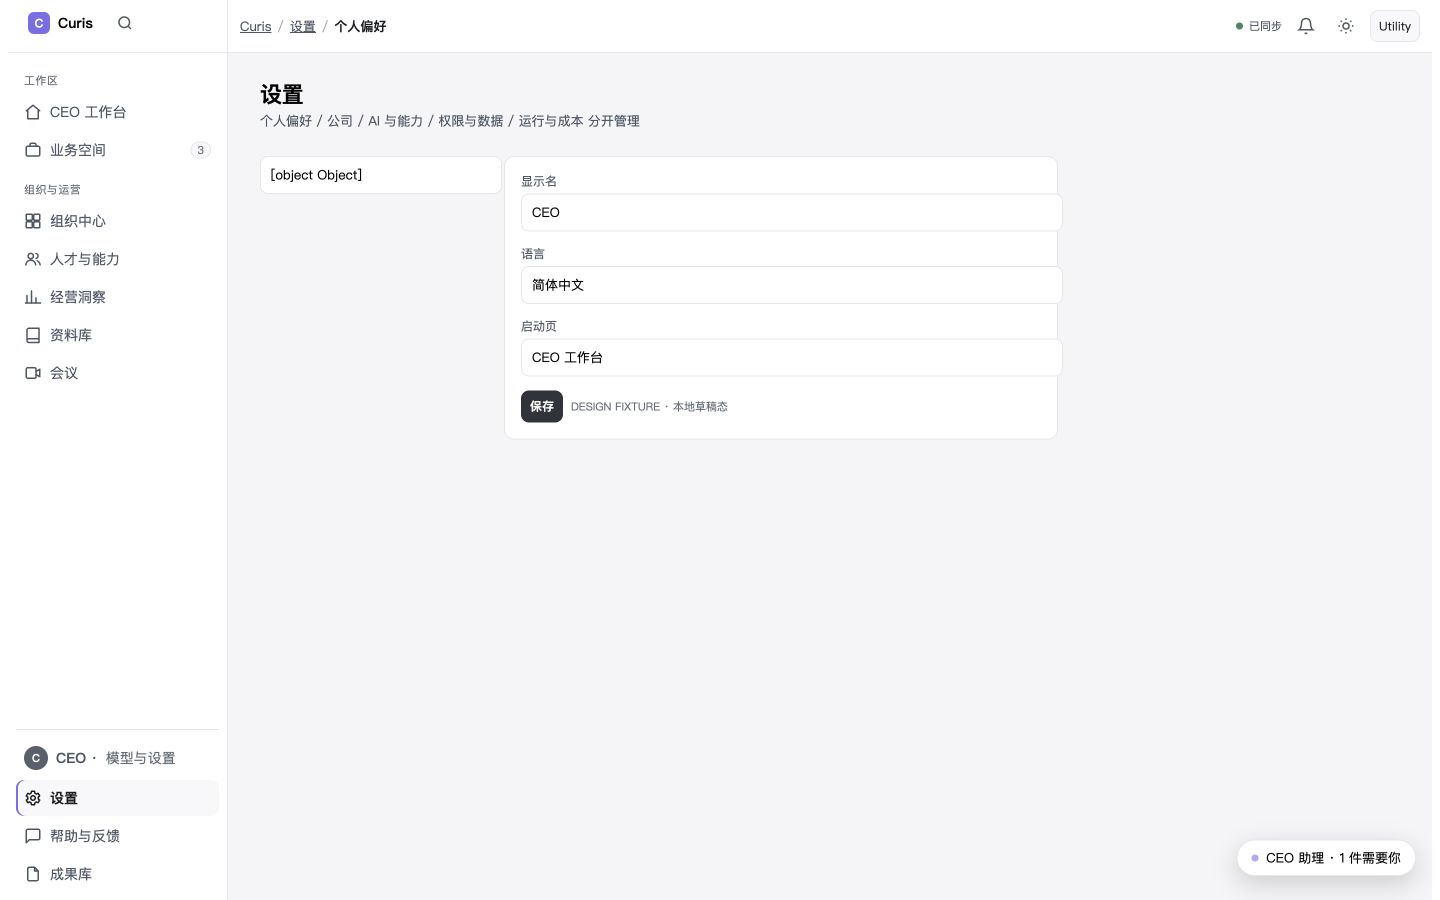 C Curis
Curis / 设置 / 个人偏好
已同步
Utility
工作区
CEO 工作台
业务空间 3
组织与运营
组织中心
人才与能力
经营洞察
资料库
会议
设置
个人偏好 / 公司 / AI 与能力 / 权限与数据 / 运行与成本 分开管理
[object Object]
显示名
CEO
语言
简体中文
启动页
CEO 工作台
保存 DESIGN FIXTURE · 本地草稿态
C CEO · 模型与设置
设置
帮助与反馈
成果库
CEO 助理 · 1 件需要你